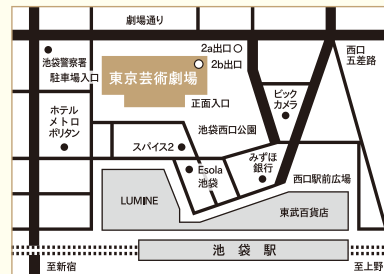 劇場通り
2a出口
西口
五差路
池袋警察署
2b出口
駐車場入口
東京芸術劇場
ビック
カメラ
正面入口
ホテル
メトロ
ポリタン
池袋西口公園
スパイス2
みずほ
銀行
Esola
池袋
西口駅前広場
LUMINE
東武百貨店
池袋駅
至新宿
至上野